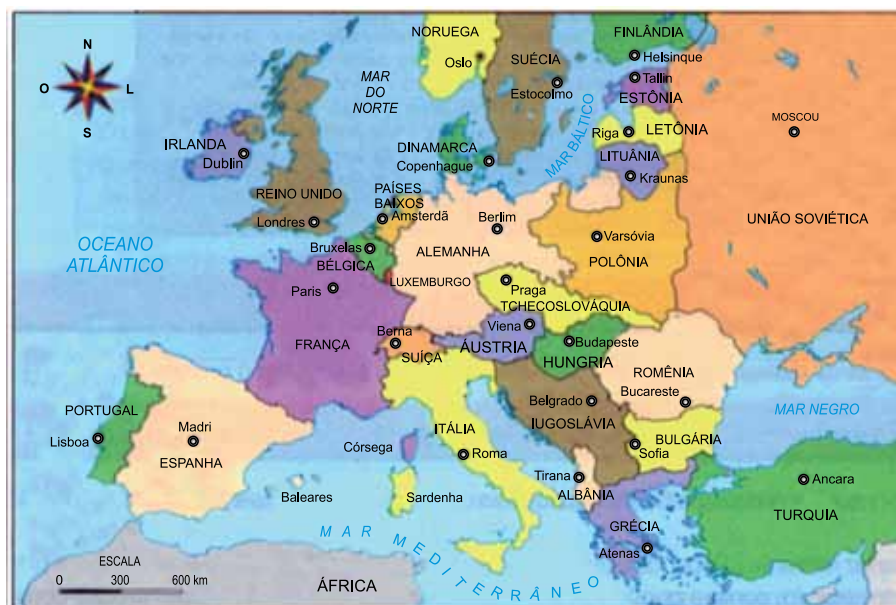 N
O
L
S
NORUEGA
Oslo
SUÉCIA
Estocolmo
FINLÂNDIA
Helsinque
Tallin
ESTÔNIA
MAR
DO
NORTE
MAR BÁLTICO
Riga
LETÔNIA
MOSCOU
IRLANDA
Dublin
DINAMARCA
Copenhague
LITUÂNIA
Kraunas
REINO UNIDO
Londres
PAÍSES
BAIXOS
Amsterdã
Berlim
ALEMANHA
Varsóvia
POLÔNIA
UNIÃO SOVIÉTICA
OCEANO
ATLÂNTICO
Bruxelas
BÉLGICA
LUXEMBURGO
Paris
Praga
TCHECOSLOVÁQUIA
Viena
ÁUSTRIA
Berna
SUÍÇA
FRANÇA
Budapeste
HUNGRIA
ROMÊNIA
Bucareste
Belgrado
IUGOSLÁVIA
MAR NEGRO
PORTUGAL
Lisboa
Madri
ESPANHA
Córsega
ITÁLIA
Roma
Sofia
BULGÁRIA
Baleares
Sardenha
Tirana
ALBÂNIA
Ancara
TURQUIA
GRÉCIA
Atenas
MAR MEDITERRÂNEO
ESCALA
0 300 600 km
ÁFRICA